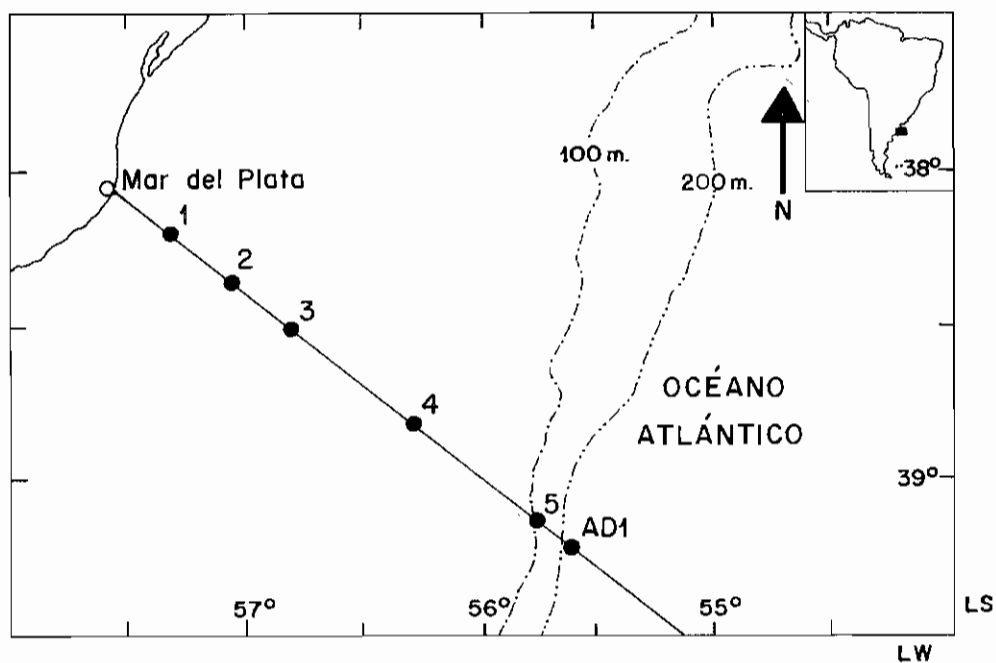 Mar del Plata
1
2
3
4
5
AD1
100 m.
200 m.
N
38°
OCÉANO
ATLÁNTICO
39°
57°
56°
55°
LS
LW